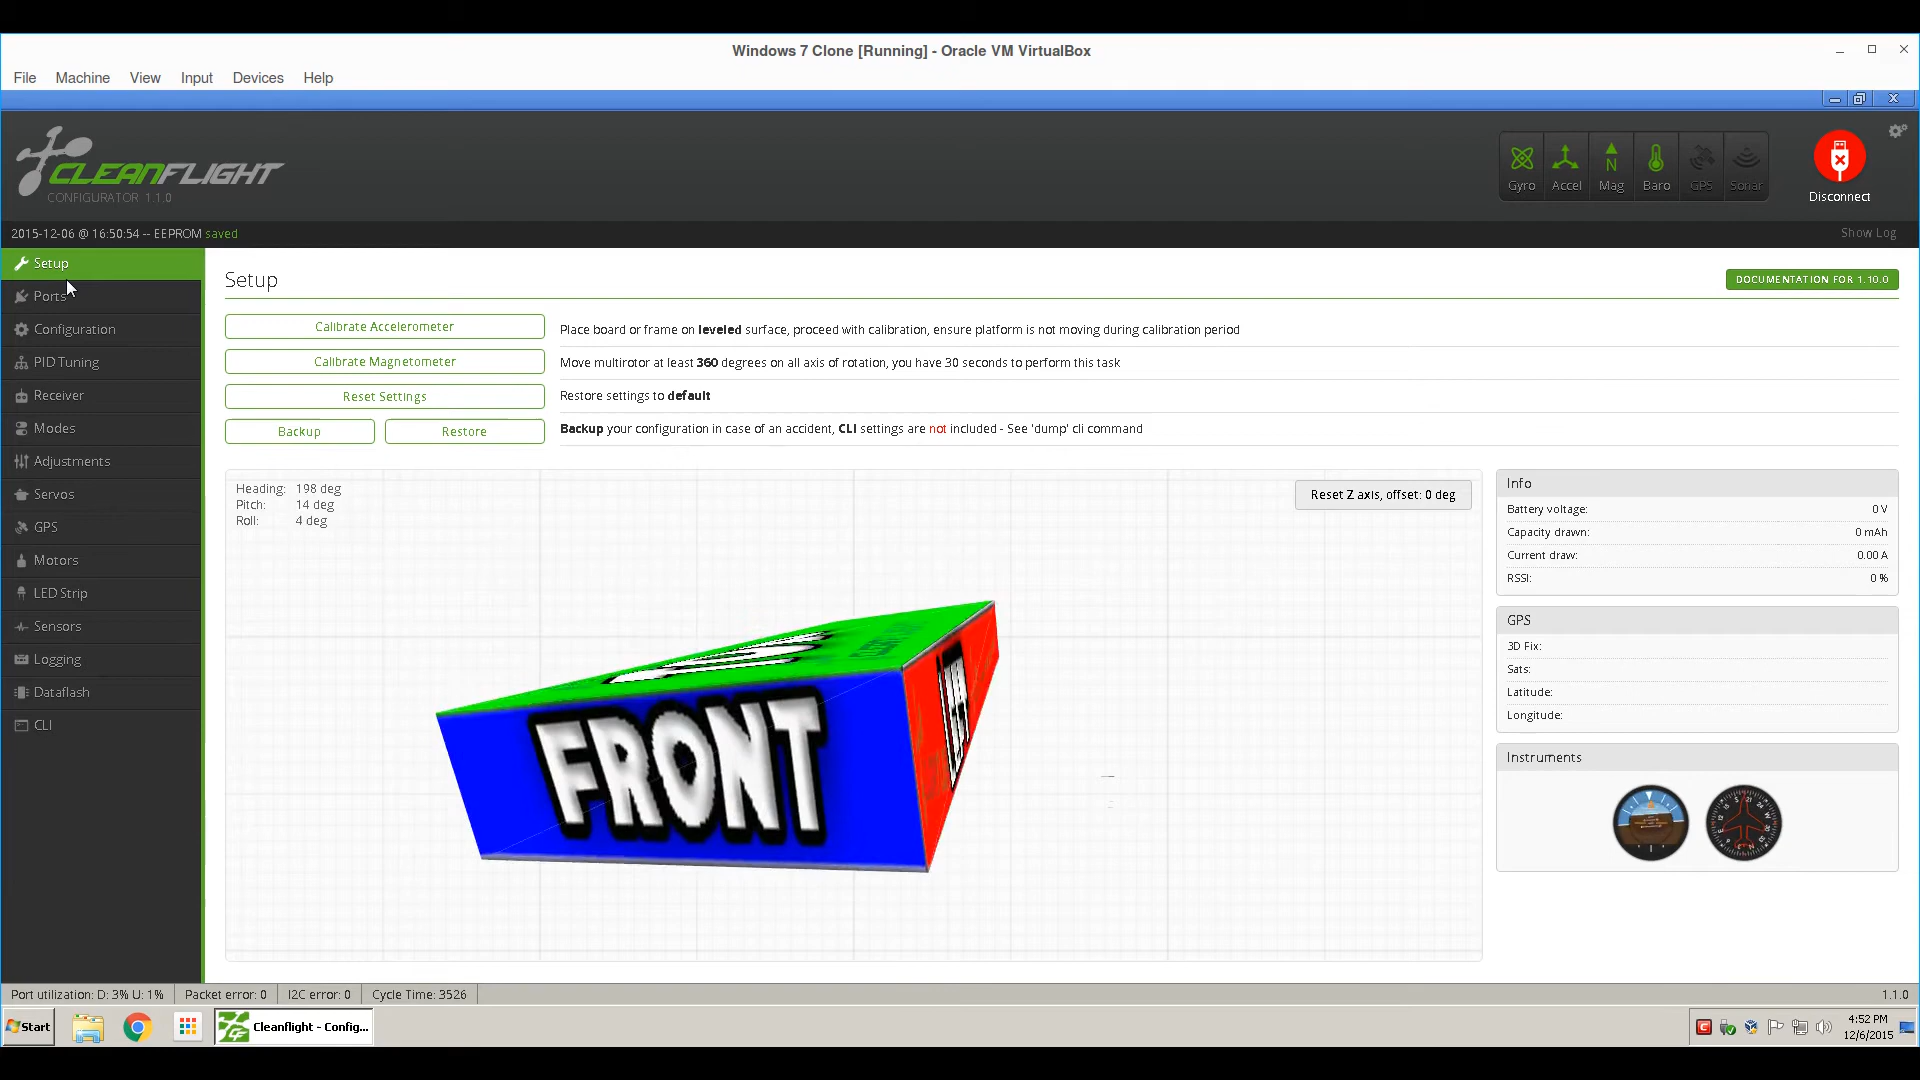 Windows 7 Clone [Running] - Oracle VM VirtualBox
File Machine View Input Devices Help
CLEANFLIGHT
CONFIGURATOR 1.1.0
Gyro Accel Mag Baro GPS Sonar
Disconnect
2015-12-06 @ 16:50:54 -- EEPROM saved
Show Log
Setup
Ports
Configuration
PID Tuning
Receiver
Modes
Adjustments
Servos
GPS
Motors
LED Strip
Sensors
Logging
Dataflash
CLI
Setup
DOCUMENTATION FOR 1.10.0
Calibrate Accelerometer
Place board or frame on leveled surface, proceed with calibration, ensure platform is not moving during calibration period
Calibrate Magnetometer
Move multirotor at least 360 degrees on all axis of rotation, you have 30 seconds to perform this task
Reset Settings
Restore settings to default
Backup Restore
Backup your configuration in case of an accident, CLI settings are not included - See 'dump' cli command
Heading: 198 deg
Pitch: 14 deg
Roll: 4 deg
Reset Z axis, offset: 0 deg
FRONT
Info
Battery voltage: 0 V
Capacity drawn: 0 mAh
Current draw: 0.00 A
RSSI: 0 %
GPS
3D Fix:
Sats:
Latitude:
Longitude:
Instruments
Port utilization: D: 3% U: 1% Packet error: 0 I2C error: 0 Cycle Time: 3526
1.1.0
Start
Cleanflight - Config...
4:52 PM
12/6/2015